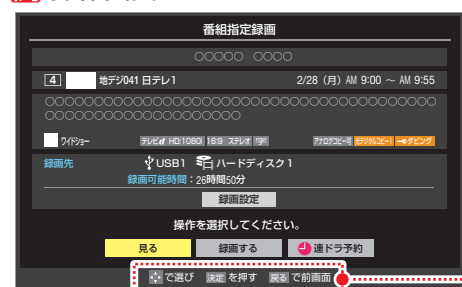 番組指定録画
○○○○○ ○○○○
4 地デジ041 日テレ1 2/28（月）AM 9:00 ～ AM 9:55
○○○○○○○○○○○○○○○○○○○○○○○○○○○○○○○○○○○○○○
○○○○○○○○○○○○○○○○○○○
ワイドショー テレビd HD:1080i 16:9 ステレオ 字 アナログコピー可 デジタルコピー1 ダビング
録画先 USB1 ハードディスク1
録画可能時間：26時間50分
録画設定
操作を選択してください。
見る 録画する 連ドラ予約
で選び 決定 を押す 戻る で前画面